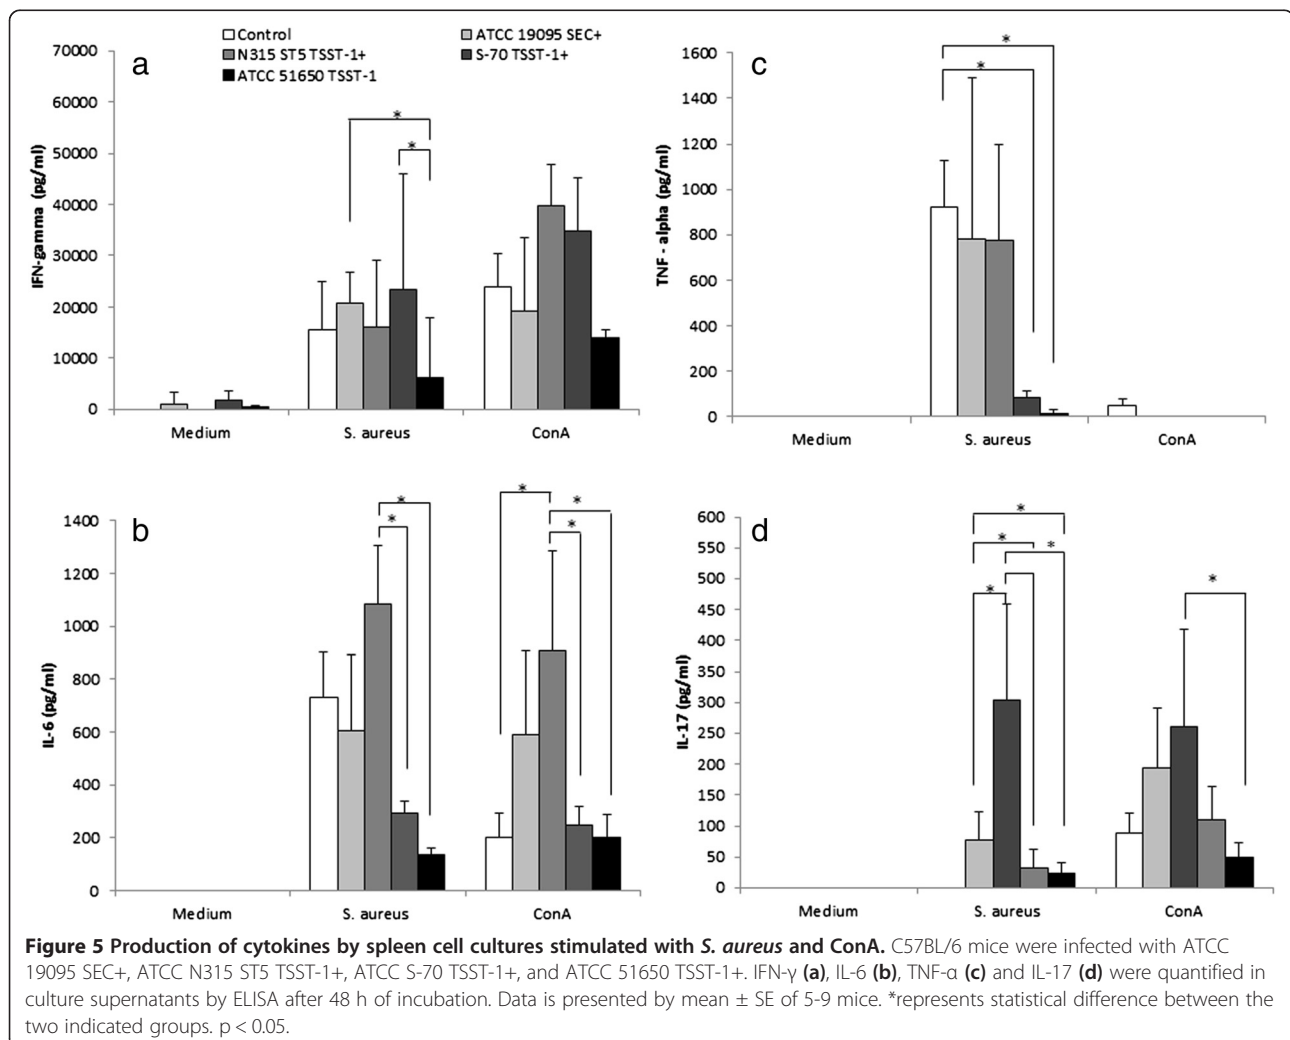 Control
ATCC 19095 SEC+
N315 ST5 TSST-1+
S-70 TSST-1+
ATCC 51650 TSST-1
a
IFN-gamma (pg/ml)
70000
60000
50000
40000
30000
20000
10000
0
* *
Medium S. aureus ConA
c
TNF - alpha (pg/ml)
1600
1400
1200
1000
800
600
400
200
0
* *
Medium S. aureus ConA
b
IL-6 (pg/ml)
1400
1200
1000
800
600
400
200
0
* * * * *
Medium S. aureus ConA
d
IL-17 (pg/ml)
600
550
500
450
400
350
300
250
200
150
100
50
0
* * * * *
Medium S. aureus ConA
Figure 5 Production of cytokines by spleen cell cultures stimulated with S. aureus and ConA. C57BL/6 mice were infected with ATCC
19095 SEC+, ATCC N315 ST5 TSST-1+, ATCC S-70 TSST-1+, and ATCC 51650 TSST-1+. IFN-γ (a), IL-6 (b), TNF-α (c) and IL-17 (d) were quantified in
culture supernatants by ELISA after 48 h of incubation. Data is presented by mean ± SE of 5-9 mice. *represents statistical difference between the
two indicated groups. p < 0.05.